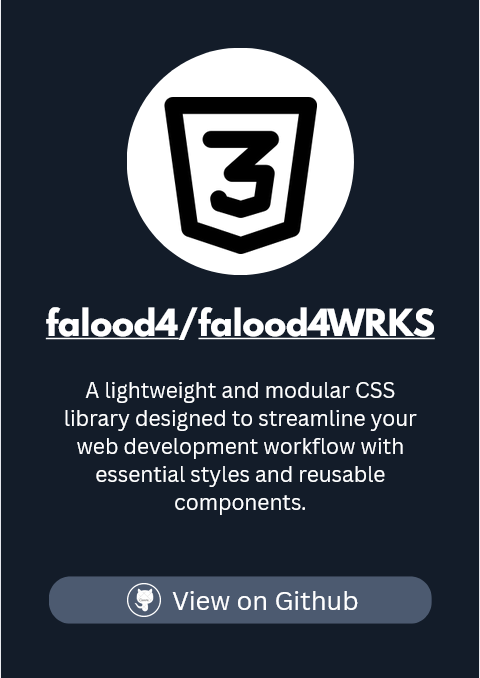 3
falood4/falood4WRKS
A lightweight and modular CSS
library designed to streamline your
web development workflow with
essential styles and reusable
components.
View on Github